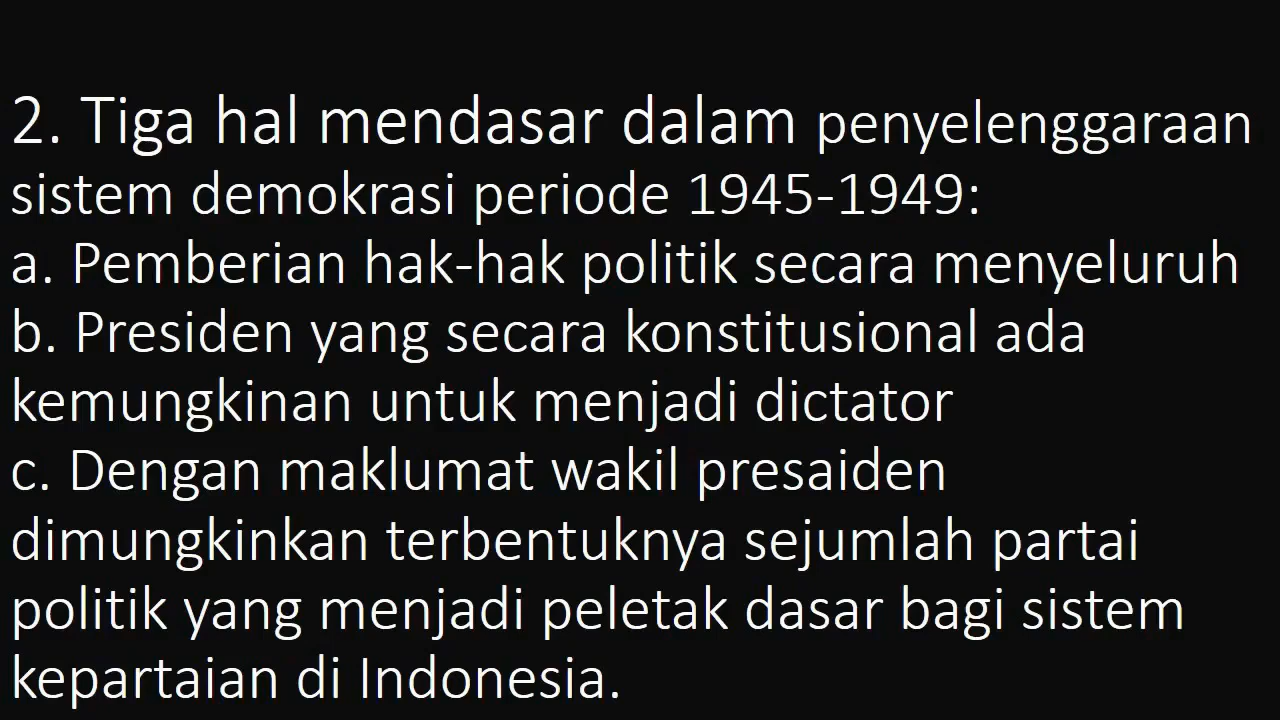 2. Tiga hal mendasar dalam penyelenggaraan
sistem demokrasi periode 1945-1949:
a. Pemberian hak-hak politik secara menyeluruh
b. Presiden yang secara konstitusional ada
kemungkinan untuk menjadi dictator
c. Dengan maklumat wakil presaiden
dimungkinkan terbentuknya sejumlah partai
politik yang menjadi peletak dasar bagi sistem
kepartaian di Indonesia.